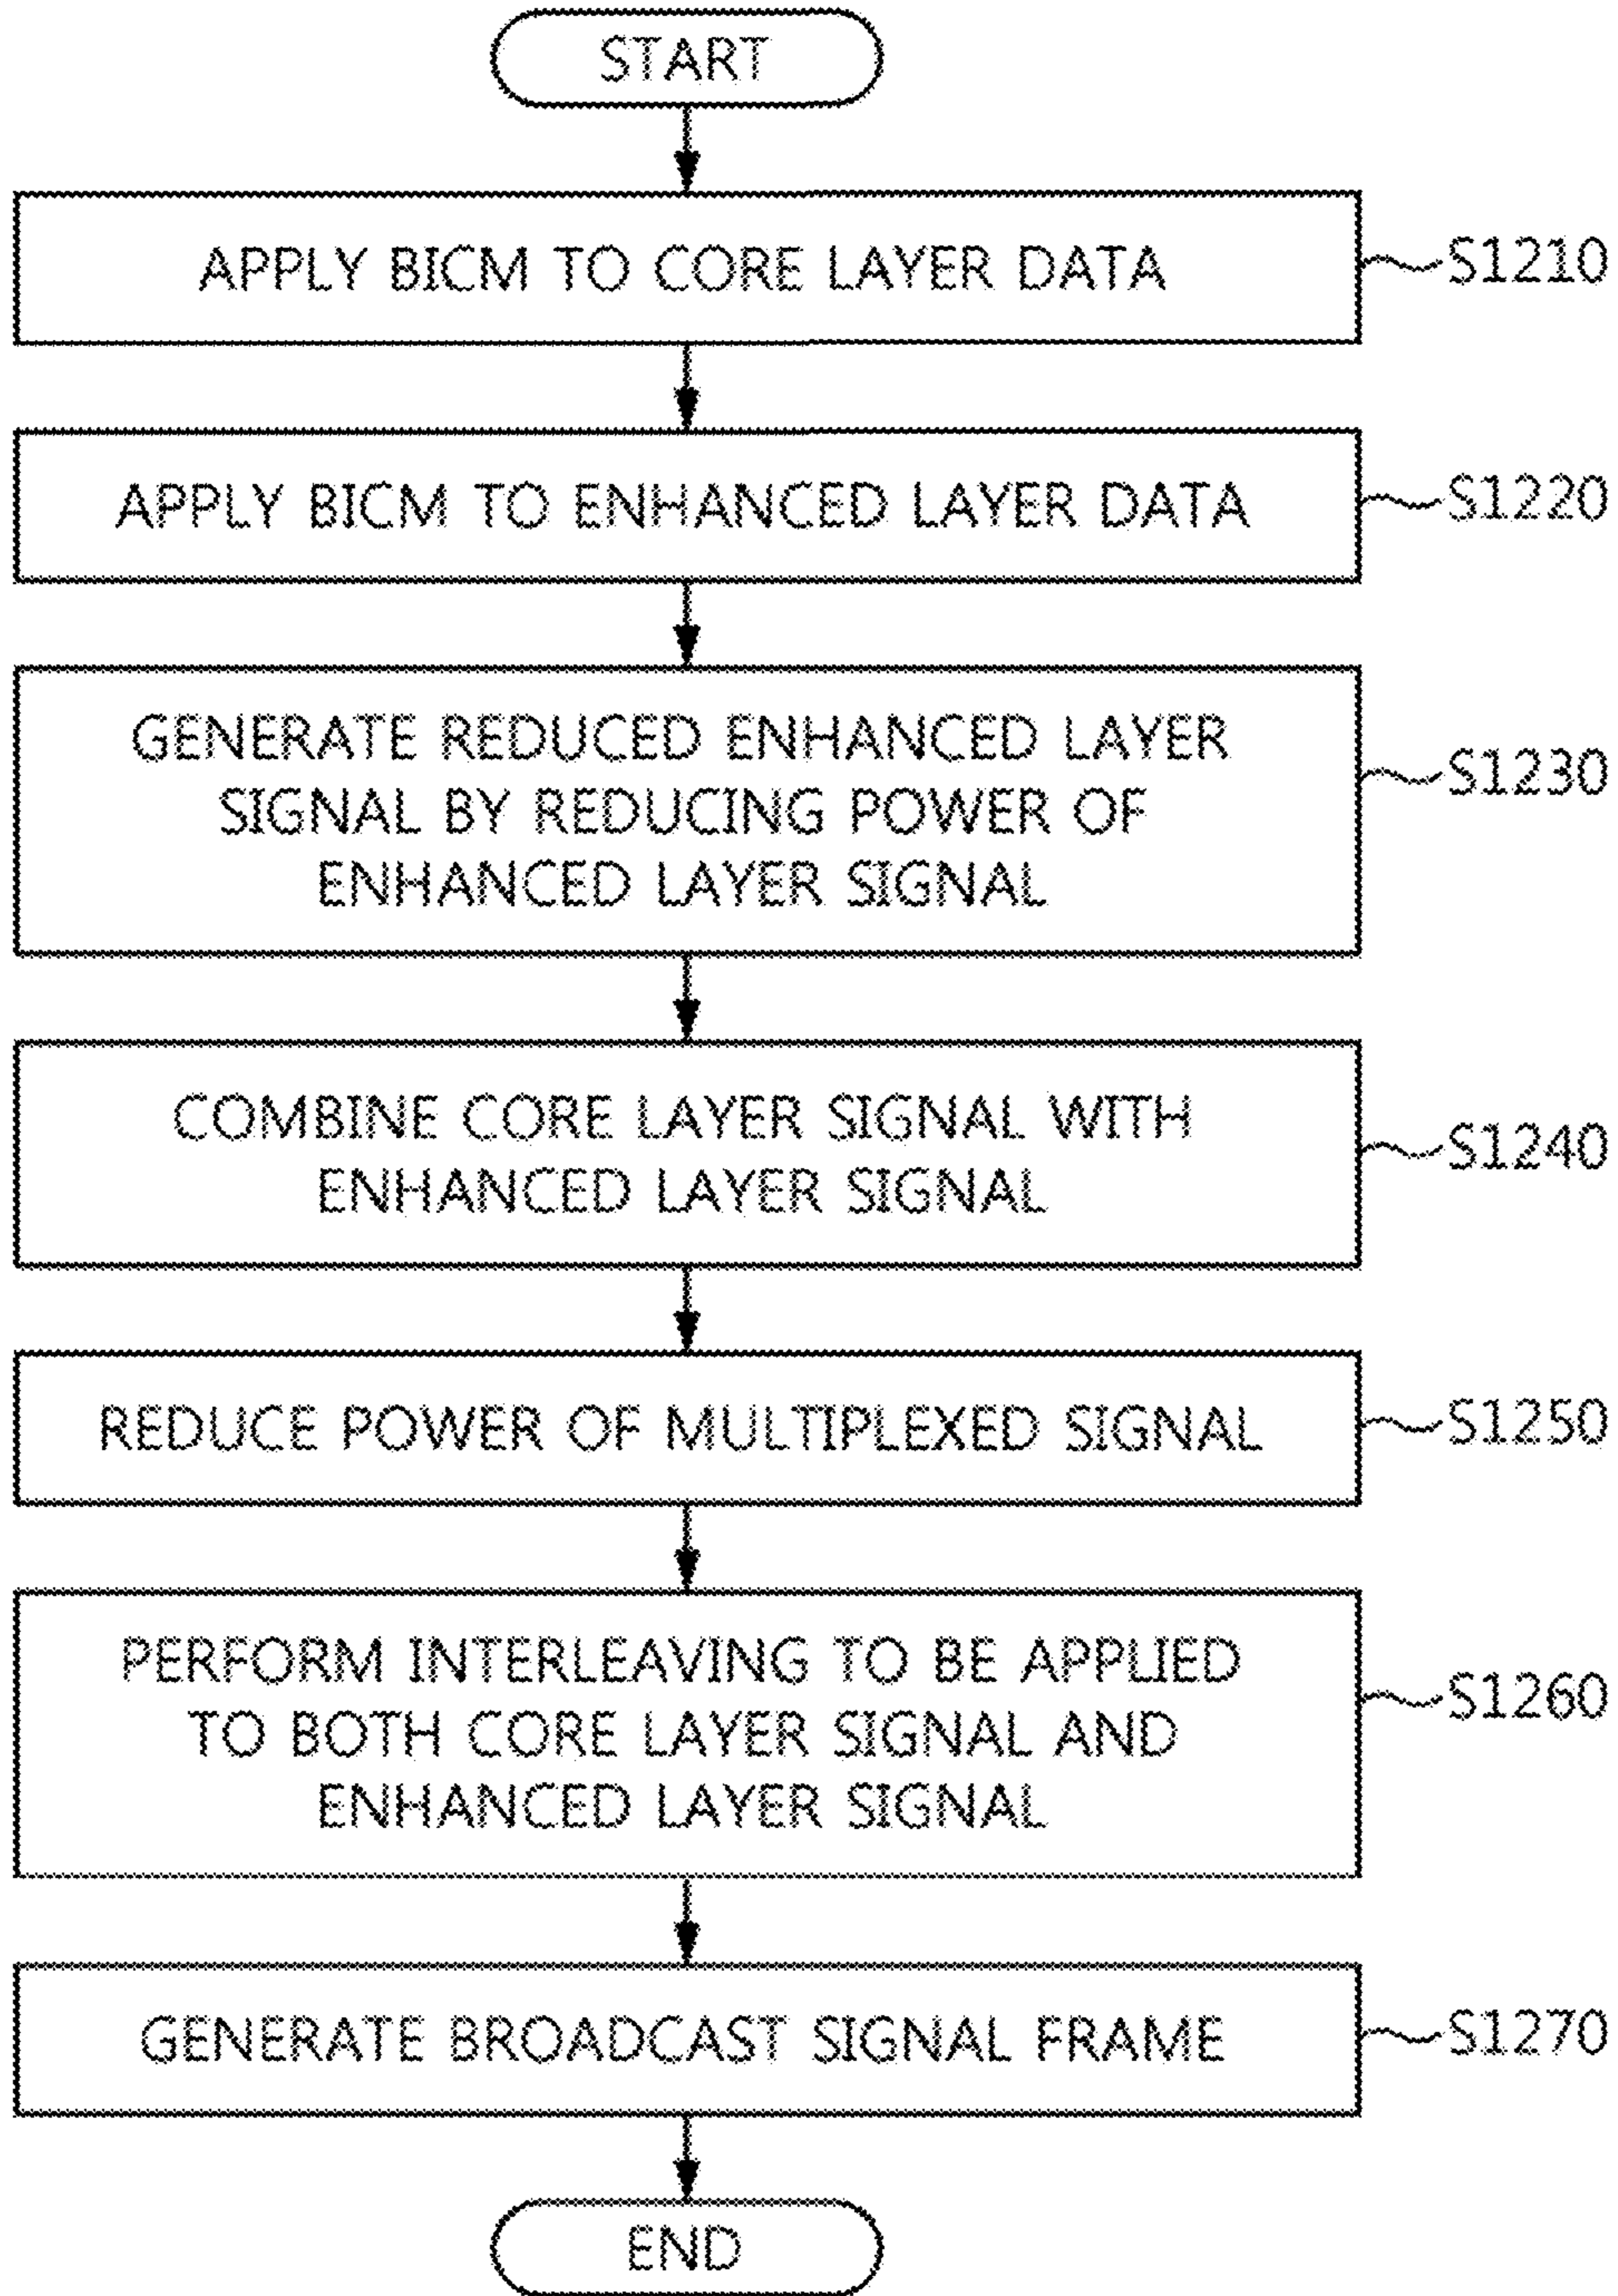 START
APPLY BICM TO CORE LAYER DATA
S1210
APPLY BICM TO ENHANCED LAYER DATA
S1220
GENERATE REDUCED ENHANCED LAYER
SIGNAL BY REDUCING POWER OF
ENHANCED LAYER SIGNAL
S1230
COMBINE CORE LAYER SIGNAL WITH
ENHANCED LAYER SIGNAL
S1240
REDUCE POWER OF MULTIPLEXED SIGNAL
S1250
PERFORM INTERLEAVING TO BE APPLIED
TO BOTH CORE LAYER SIGNAL AND
ENHANCED LAYER SIGNAL
S1260
GENERATE BROADCAST SIGNAL FRAME
S1270
END